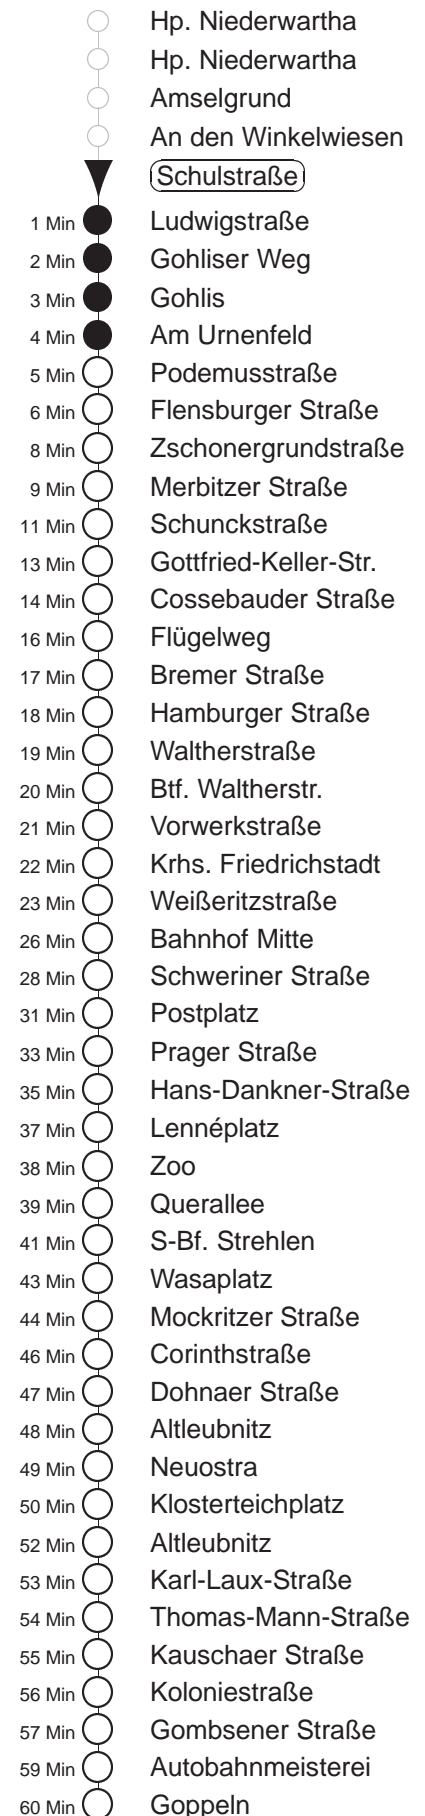 Hp. Niederwartha
Hp. Niederwartha
Amselgrund
An den Winkelwiesen
Schulstraße
1 Min Ludwigstraße
2 Min Gohliser Weg
3 Min Gohlis
4 Min Am Urnenfeld
5 Min Podemusstraße
6 Min Flensburger Straße
8 Min Zschonergrundstraße
9 Min Merbitzer Straße
11 Min Schunckstraße
13 Min Gottfried-Keller-Str.
14 Min Cossebauder Straße
16 Min Flügelweg
17 Min Bremer Straße
18 Min Hamburger Straße
19 Min Waltherstraße
20 Min Btf. Waltherstr.
21 Min Vorwerkstraße
22 Min Krhs. Friedrichstadt
23 Min Weißeritzstraße
26 Min Bahnhof Mitte
28 Min Schweriner Straße
31 Min Postplatz
33 Min Prager Straße
35 Min Hans-Dankner-Straße
37 Min Lennéplatz
38 Min Zoo
39 Min Querallee
41 Min S-Bf. Strehlen
43 Min Wasaplatz
44 Min Mockritzer Straße
46 Min Corinthstraße
47 Min Dohnaer Straße
48 Min Altleubnitz
49 Min Neuostra
50 Min Klosterteichplatz
52 Min Altleubnitz
53 Min Karl-Laux-Straße
54 Min Thomas-Mann-Straße
55 Min Kauschaer Straße
56 Min Koloniestraße
57 Min Gombsener Straße
59 Min Autobahnmeisterei
60 Min Goppeln